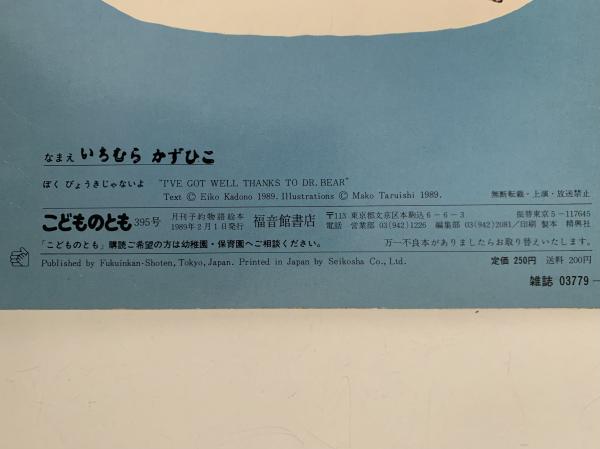 なまえ いちむら かずひこ
ぼく びょうきじゃないよ "I'VE GOT WELL THANKS TO DR. BEAR"
Text © Eiko Kadono 1989. Illustrations © Mako Taruishi 1989. 無断転載・上演・放送禁止
こどものとも 395号 月刊予約物語絵本 福音館書店 〒113 東京都文京区本駒込6-6-3 振替東京5-117645
1989年2月1日発行 電話 営業部 03(942)1226 編集部 03(942)2081/印刷 製本 精興社
「こどものとも」購読ご希望の方は幼稚園・保育園へご相談ください。 万一不良本がありましたらお取り替えいたします。
Published by Fukuinkan-Shoten, Tokyo, Japan. Printed in Japan by Seikosha Co., Ltd. 定価 250円 送料 200円
雑誌 03779-